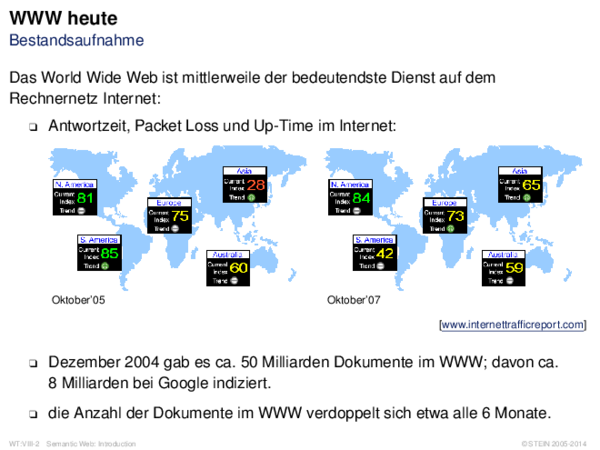 WWW heute
Bestandsaufnahme
Das World Wide Web ist mittlerweile der bedeutendste Dienst auf dem
Rechnernetz Internet:
❑ Antwortzeit, Packet Loss und Up-Time im Internet:
N. America
Current
Index 81
Trend
Europe
Current
Index 75
Trend
Asia
Current
Index 28
Trend
S. America
Current
Index 85
Trend
Australia
Current
Index 60
Trend
Oktober'05
N. America
Current
Index 84
Trend
Europe
Current
Index 73
Trend
Asia
Current
Index 65
Trend
S. America
Current
Index 42
Trend
Australia
Current
Index 59
Trend
Oktober'07
[www.internettrafficreport.com]
❑ Dezember 2004 gab es ca. 50 Milliarden Dokumente im WWW; davon ca.
8 Milliarden bei Google indiziert.
❑ die Anzahl der Dokumente im WWW verdoppelt sich etwa alle 6 Monate.
WT:VIII-2 Semantic Web: Introduction
©STEIN 2005-2014